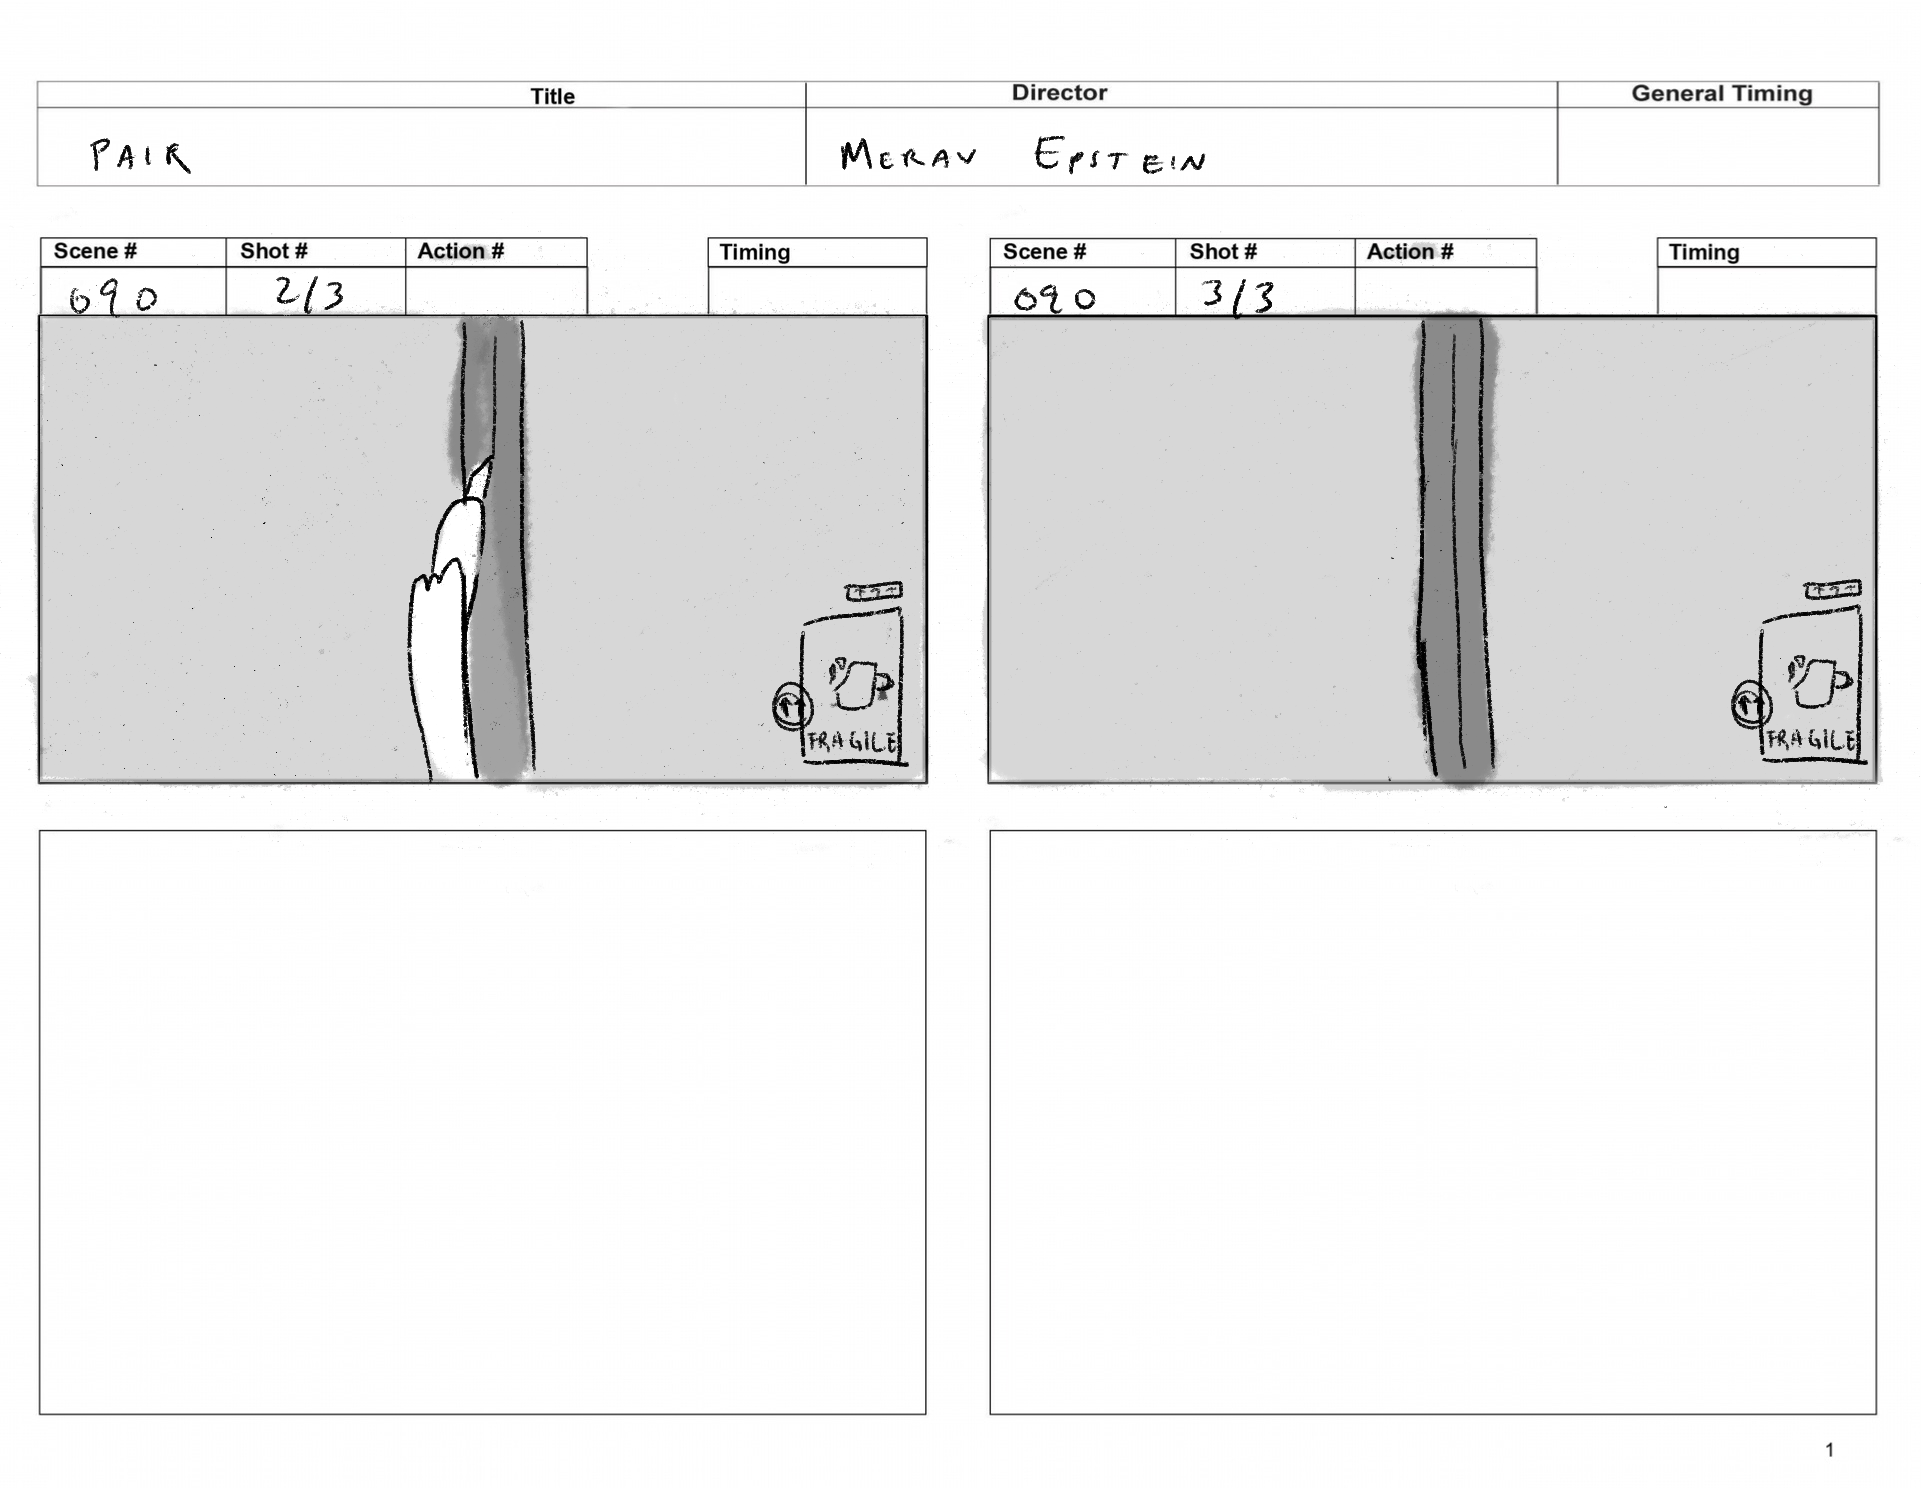 Title Director General Timing
PAIR MERAV EPSTEIN
Scene # Shot # Action # Timing
090 2/3
FRAGILE
Scene # Shot # Action # Timing
090 3/3
FRAGILE
1